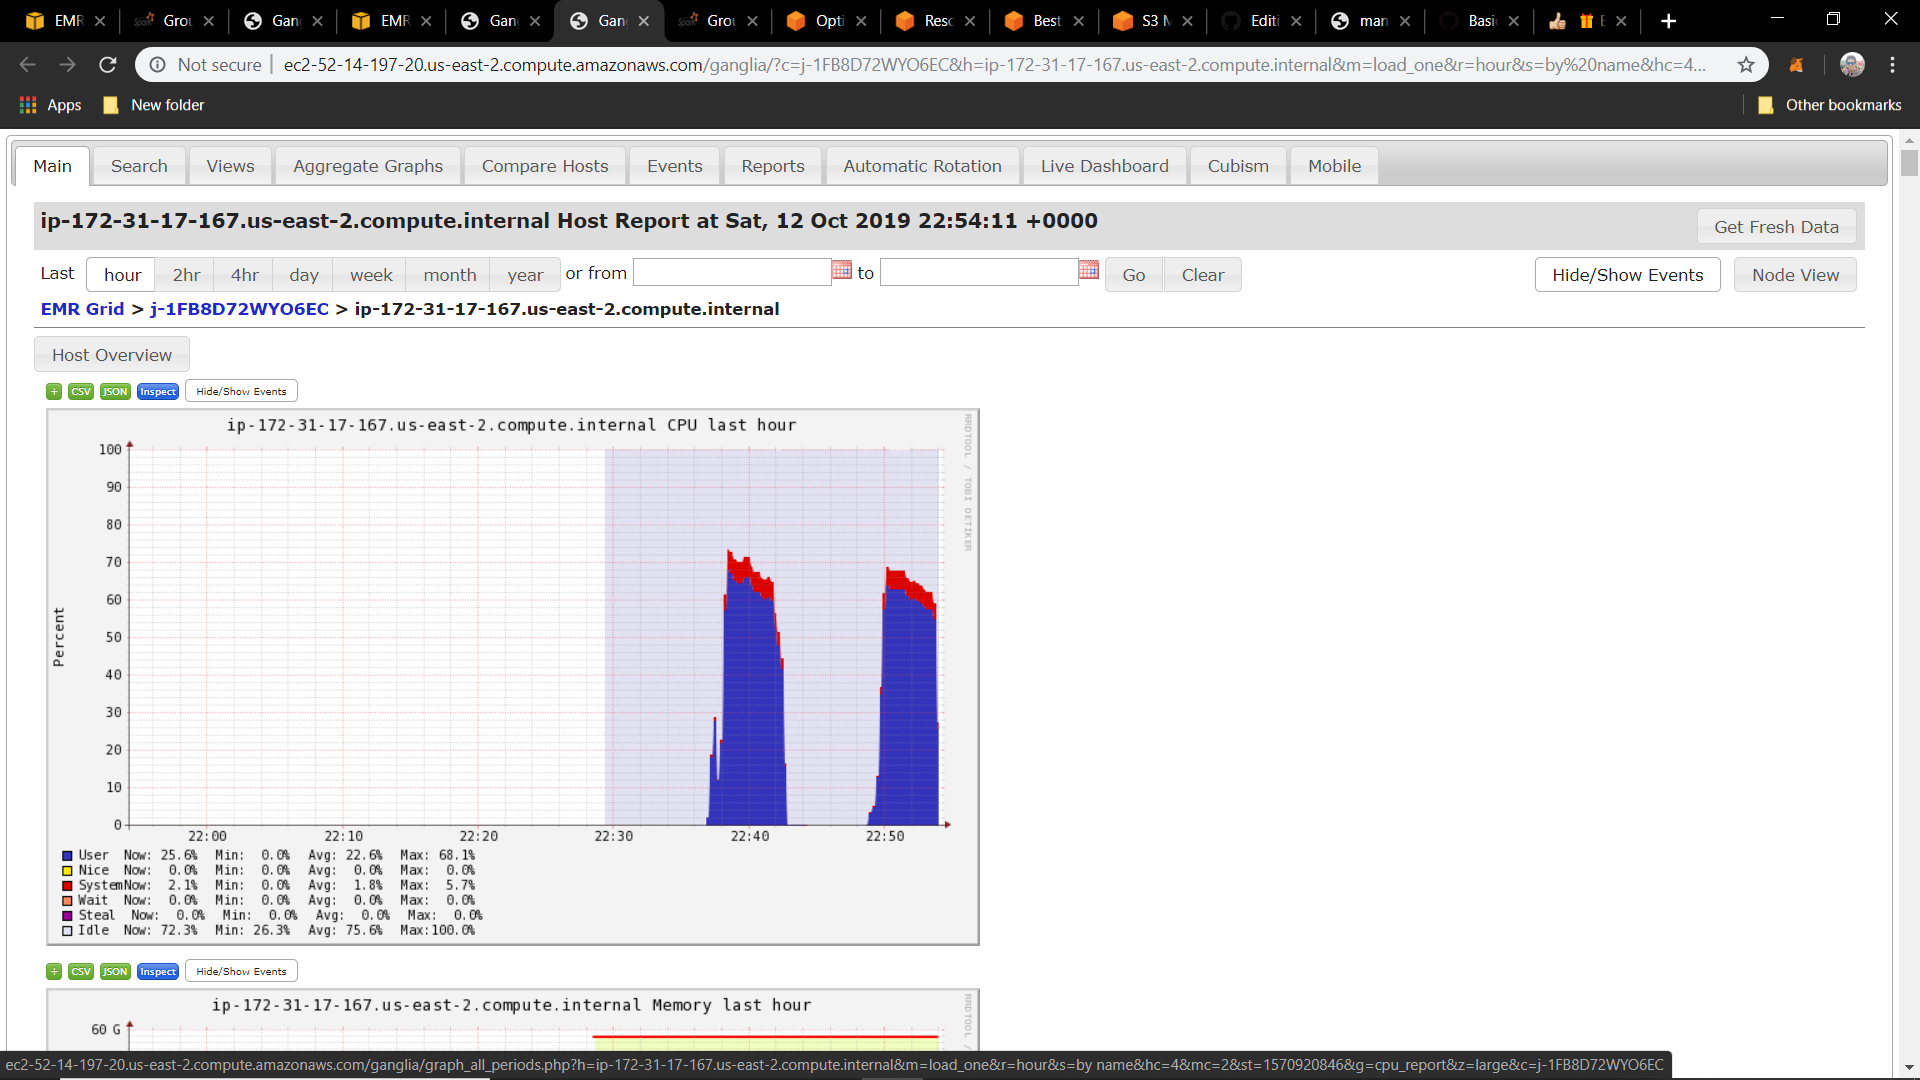 EMR
Grou
Gan
EMR
Gan
Gan
Grou
Opti
Reso
Best
S3 M
Editi
man
Basi
E
Not secure
ec2-52-14-197-20.us-east-2.compute.amazonaws.com/ganglia/?c=j-1FB8D72WYO6EC&h=ip-172-31-17-167.us-east-2.compute.internal&m=load_one&r=hour&s=by%20name&hc=4...
Apps
New folder
Other bookmarks
Main
Search
Views
Aggregate Graphs
Compare Hosts
Events
Reports
Automatic Rotation
Live Dashboard
Cubism
Mobile
ip-172-31-17-167.us-east-2.compute.internal Host Report at Sat, 12 Oct 2019 22:54:11 +0000
Get Fresh Data
Last hour 2hr 4hr day week month year or from to Go Clear
Hide/Show Events
Node View
EMR Grid > j-1FB8D72WYO6EC > ip-172-31-17-167.us-east-2.compute.internal
Host Overview
+ CSV JSON Inspect Hide/Show Events
ip-172-31-17-167.us-east-2.compute.internal CPU last hour
RRDTOOL / TOBI OETIKER
Percent
100
90
80
70
60
50
40
30
20
10
0
22:00 22:10 22:20 22:30 22:40 22:50
User Now: 25.6% Min: 0.0% Avg: 22.6% Max: 68.1%
Nice Now: 0.0% Min: 0.0% Avg: 0.0% Max: 0.0%
System Now: 2.1% Min: 0.0% Avg: 1.8% Max: 5.7%
Wait Now: 0.0% Min: 0.0% Avg: 0.0% Max: 0.0%
Steal Now: 0.0% Min: 0.0% Avg: 0.0% Max: 0.0%
Idle Now: 72.3% Min: 26.3% Avg: 75.6% Max:100.0%
+ CSV JSON Inspect Hide/Show Events
ip-172-31-17-167.us-east-2.compute.internal Memory last hour
RRDTOOL /
60 G
ec2-52-14-197-20.us-east-2.compute.amazonaws.com/ganglia/graph_all_periods.php?h=ip-172-31-17-167.us-east-2.compute.internal&m=load_one&r=hour&s=by name&hc=4&mc=2&st=1570920846&g=cpu_report&z=large&c=j-1FB8D72WYO6EC